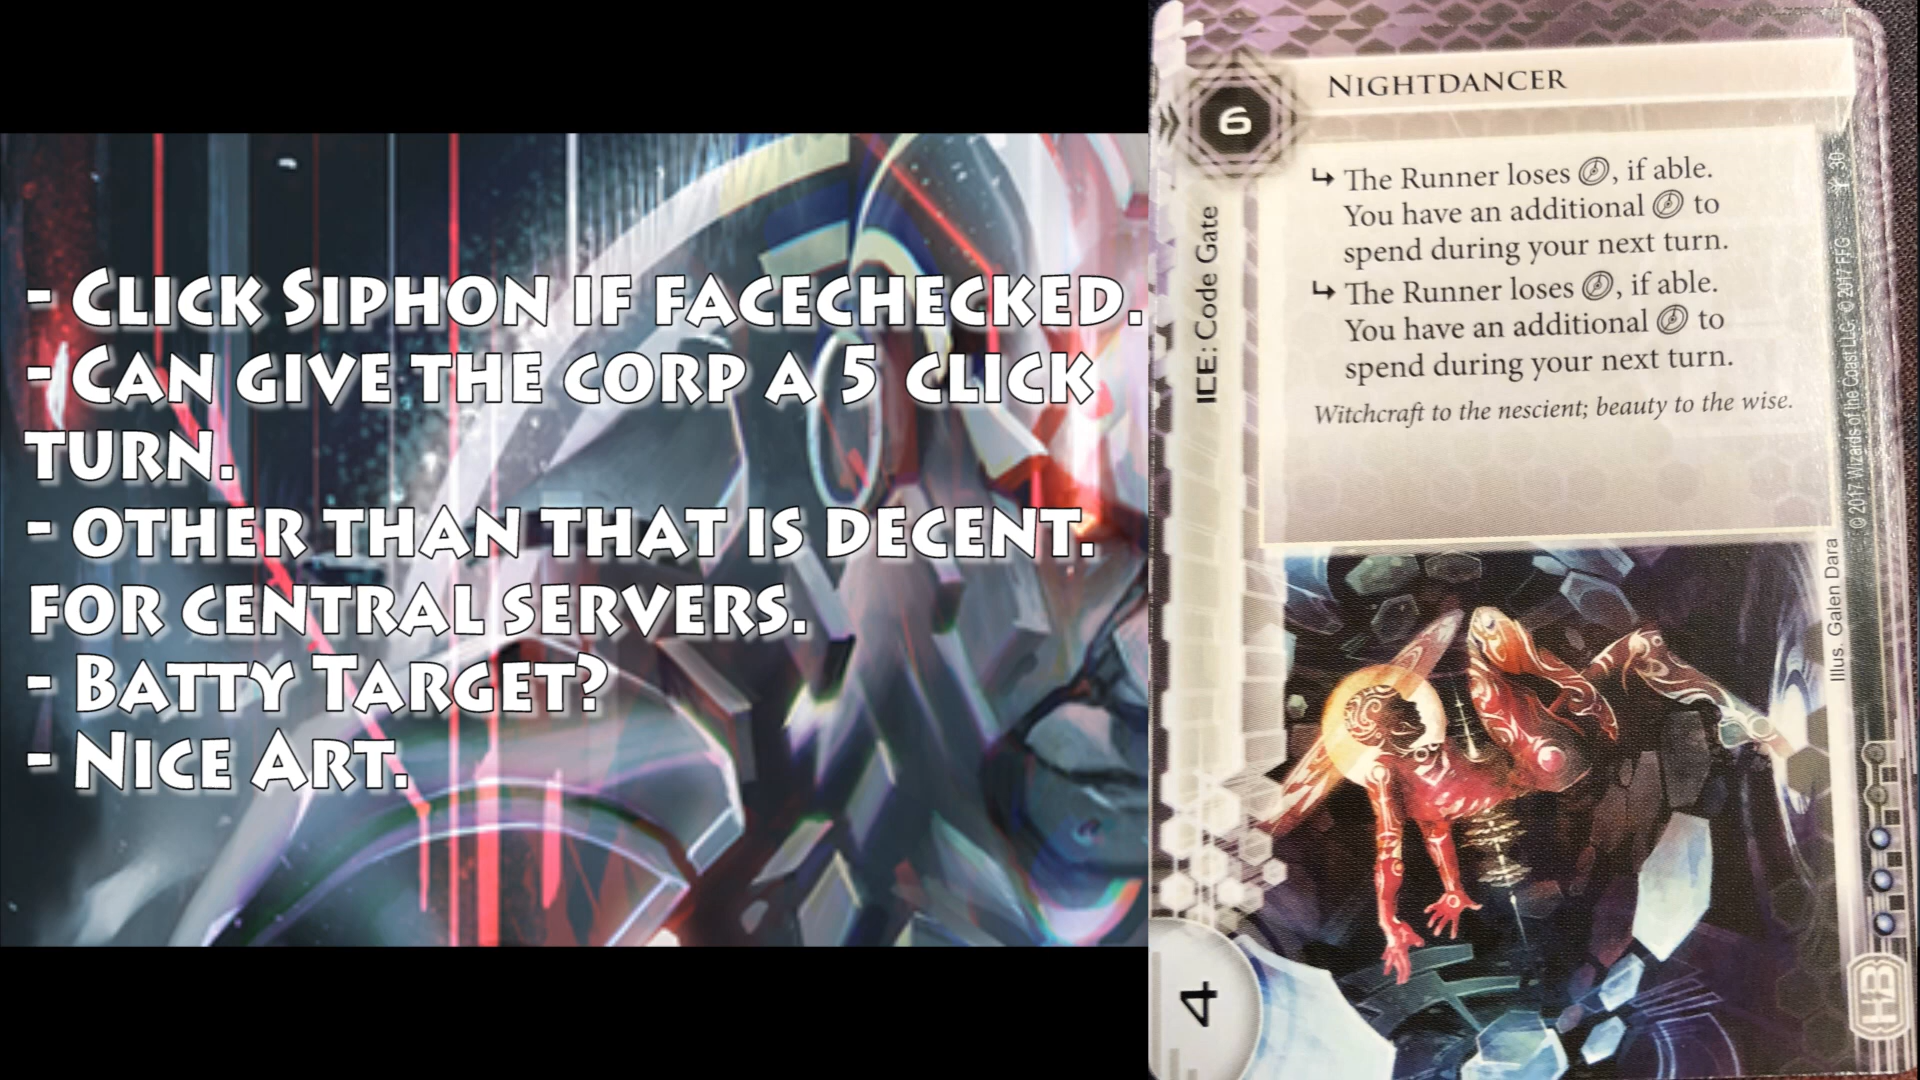 - Click Siphon if facechecked.
- Can give the corp a 5 click
turn.
- other than that is decent.
for central servers.
- Batty Target?
- Nice Art.
6
Nightdancer
ICE: Code Gate
↳ The Runner loses , if able.
You have an additional to
spend during your next turn.
↳ The Runner loses , if able.
You have an additional to
spend during your next turn.
Witchcraft to the nescient; beauty to the wise.
Illus. Galen Dara
© 2017 Wizards of the Coast LLC. © 2017 FFG 30
4
HB